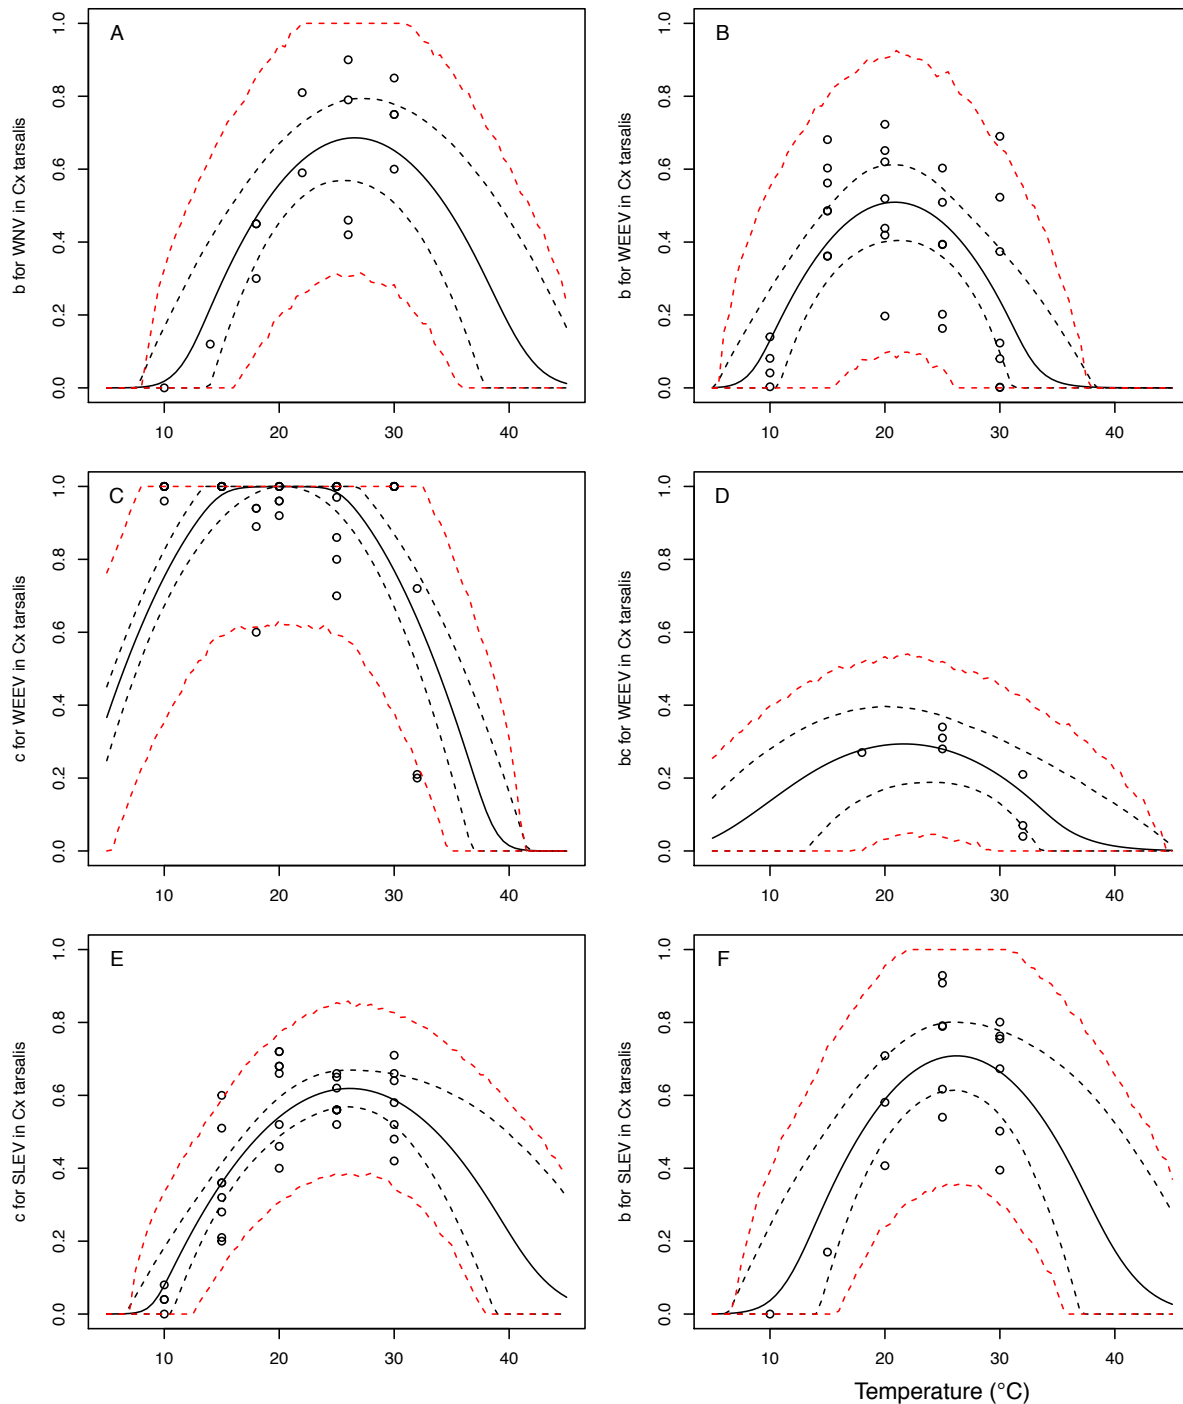 A
b for WNV in Cx tarsalis
0.0 0.2 0.4 0.6 0.8 1.0
10 20 30 40
B
b for WEEV in Cx tarsalis
0.0 0.2 0.4 0.6 0.8 1.0
10 20 30 40
C
c for WEEV in Cx tarsalis
0.0 0.2 0.4 0.6 0.8 1.0
10 20 30 40
D
bc for WEEV in Cx tarsalis
0.0 0.2 0.4 0.6 0.8 1.0
10 20 30 40
E
c for SLEV in Cx tarsalis
0.0 0.2 0.4 0.6 0.8 1.0
10 20 30 40
F
b for SLEV in Cx tarsalis
0.0 0.2 0.4 0.6 0.8 1.0
10 20 30 40
Temperature (°C)